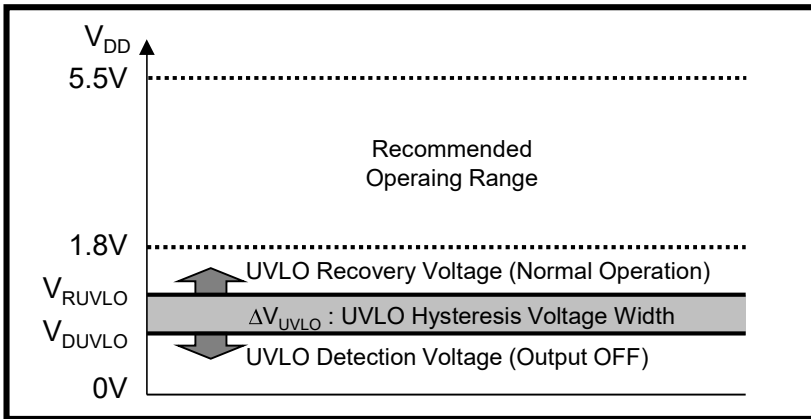 V_DD
5.5V
Recommended
Operaing Range
1.8V
UVLO Recovery Voltage (Normal Operation)
V_RUVLO
ΔV_UVLO : UVLO Hysteresis Voltage Width
V_DUVLO
UVLO Detection Voltage (Output OFF)
0V